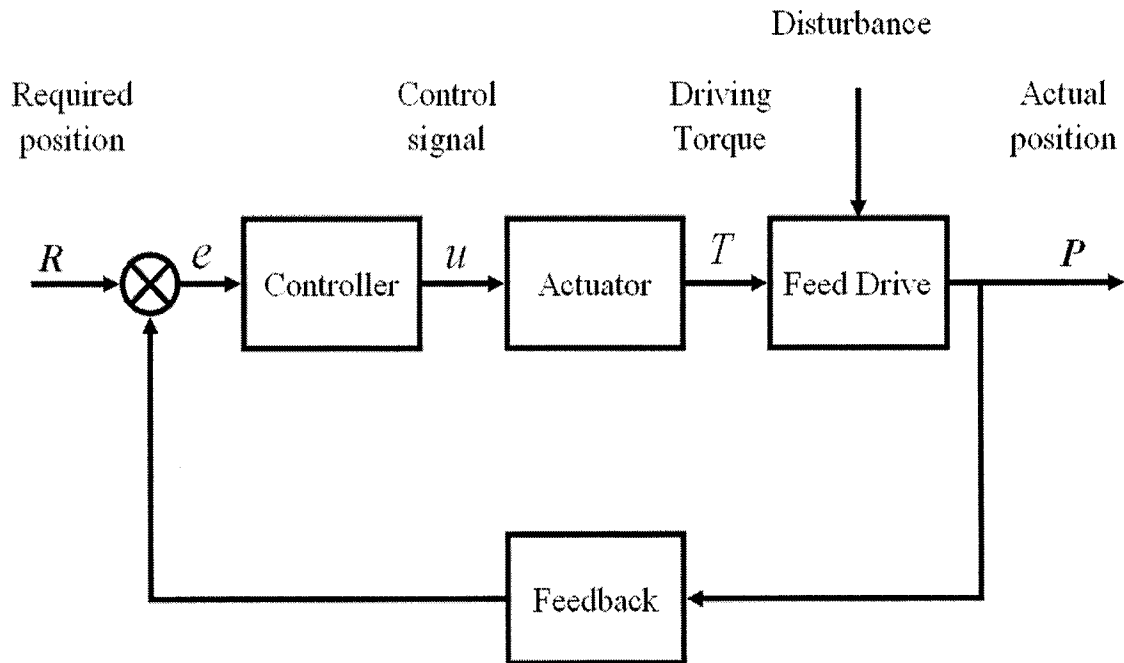 Disturbance
Required
position
Control
signal
Driving
Torque
Actual
position
R
e
Controller
u
Actuator
T
Feed Drive
P
Feedback